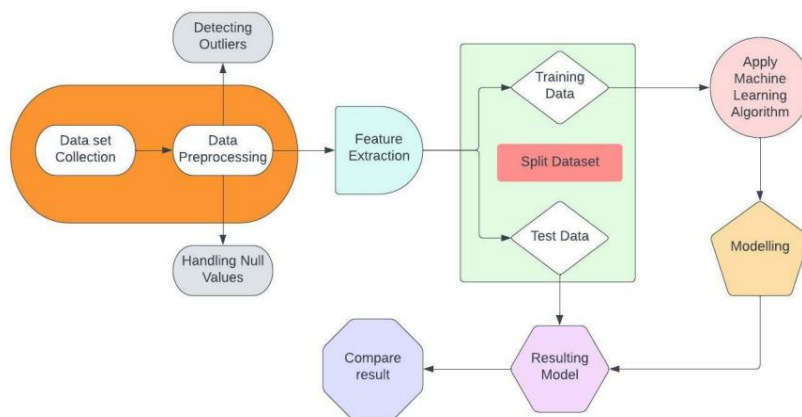 Detecting
Outliers
Data set
Collection
Data
Preprocessing
Handling Null
Values
Feature
Extraction
Training
Data
Split Dataset
Test Data
Apply
Machine
Learning
Algorithm
Modelling
Resulting
Model
Compare
result